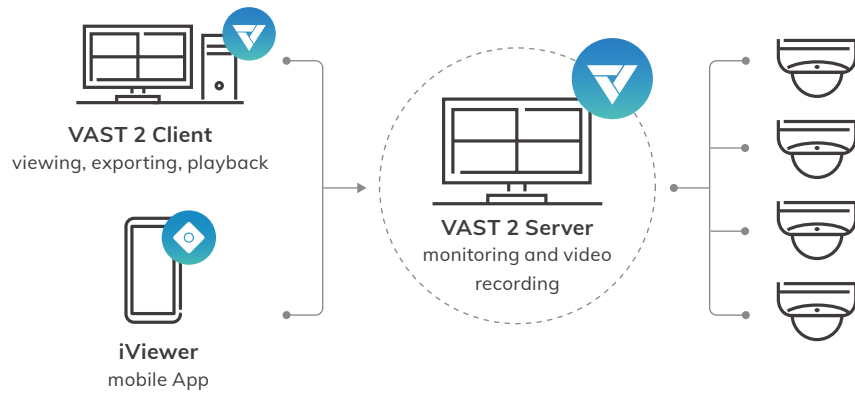 VAST 2 Client
viewing, exporting, playback
iViewer
mobile App
VAST 2 Server
monitoring and video
recording